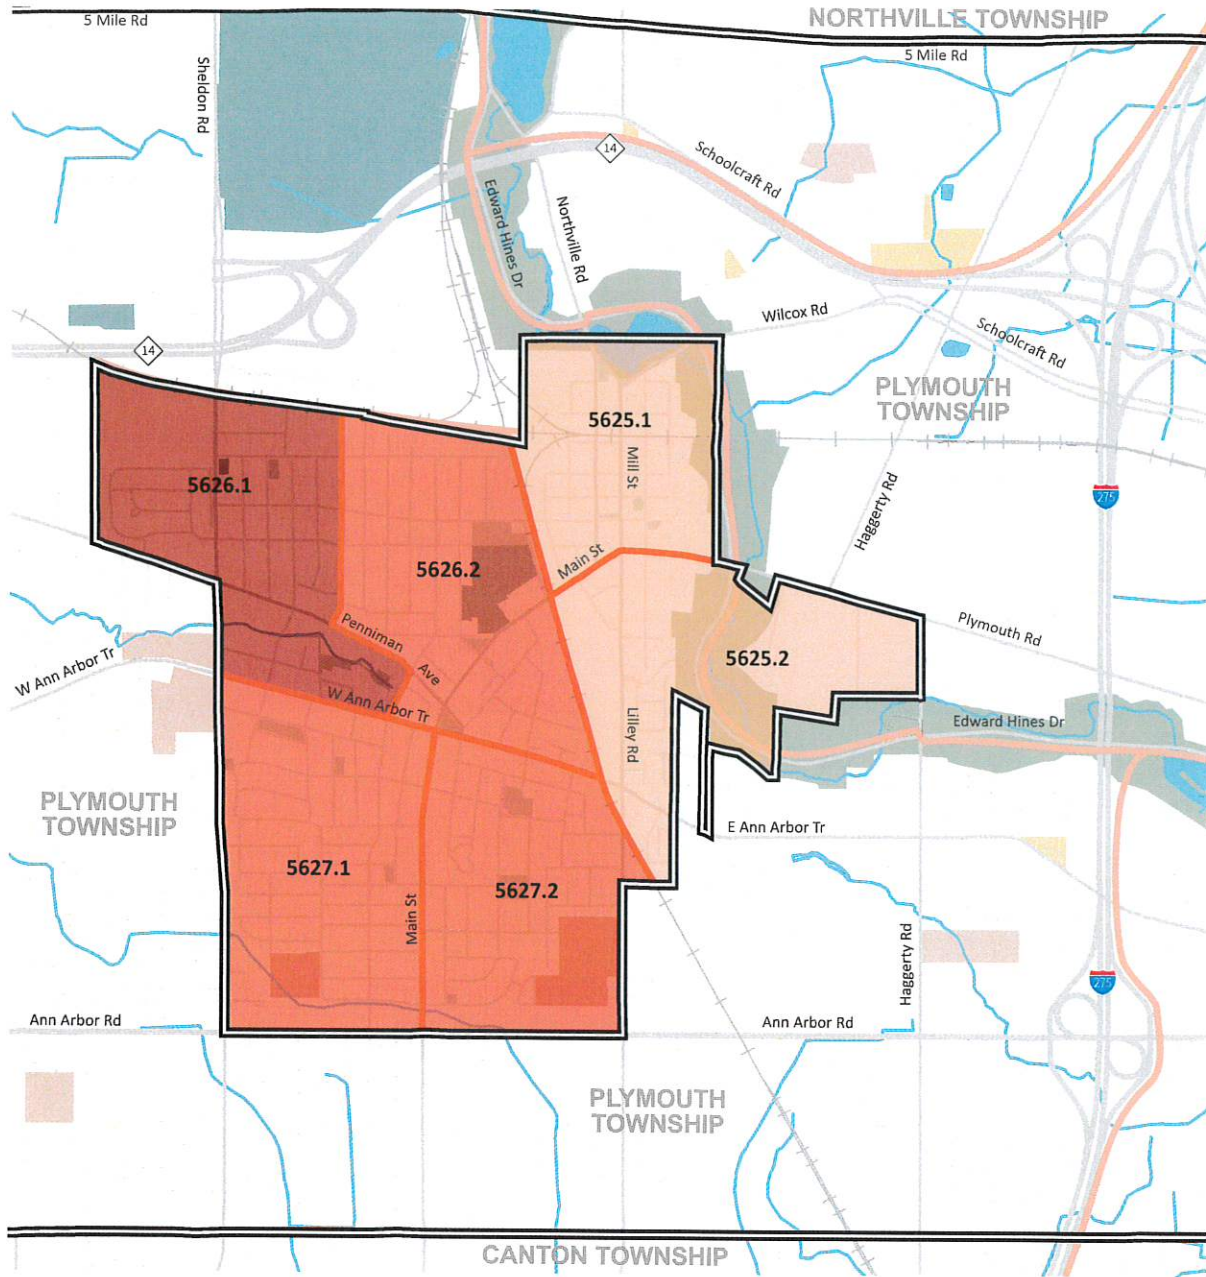 NORTHVILLE TOWNSHIP
5 Mile Rd
5 Mile Rd
Sheldon Rd
14
Schoolcraft Rd
Edward Hines Dr
Northville Rd
Wilcox Rd
Schoolcraft Rd
14
PLYMOUTH
TOWNSHIP
5625.1
Mill St
5626.1
275
Haggerty Rd
5626.2
Main St
Plymouth Rd
Penniman Ave
5625.2
W Ann Arbor Tr
W Ann Arbor Tr
Lilley Rd
Edward Hines Dr
PLYMOUTH
TOWNSHIP
E Ann Arbor Tr
5627.1
5627.2
Main St
Haggerty Rd
275
Ann Arbor Rd
Ann Arbor Rd
PLYMOUTH
TOWNSHIP
CANTON TOWNSHIP